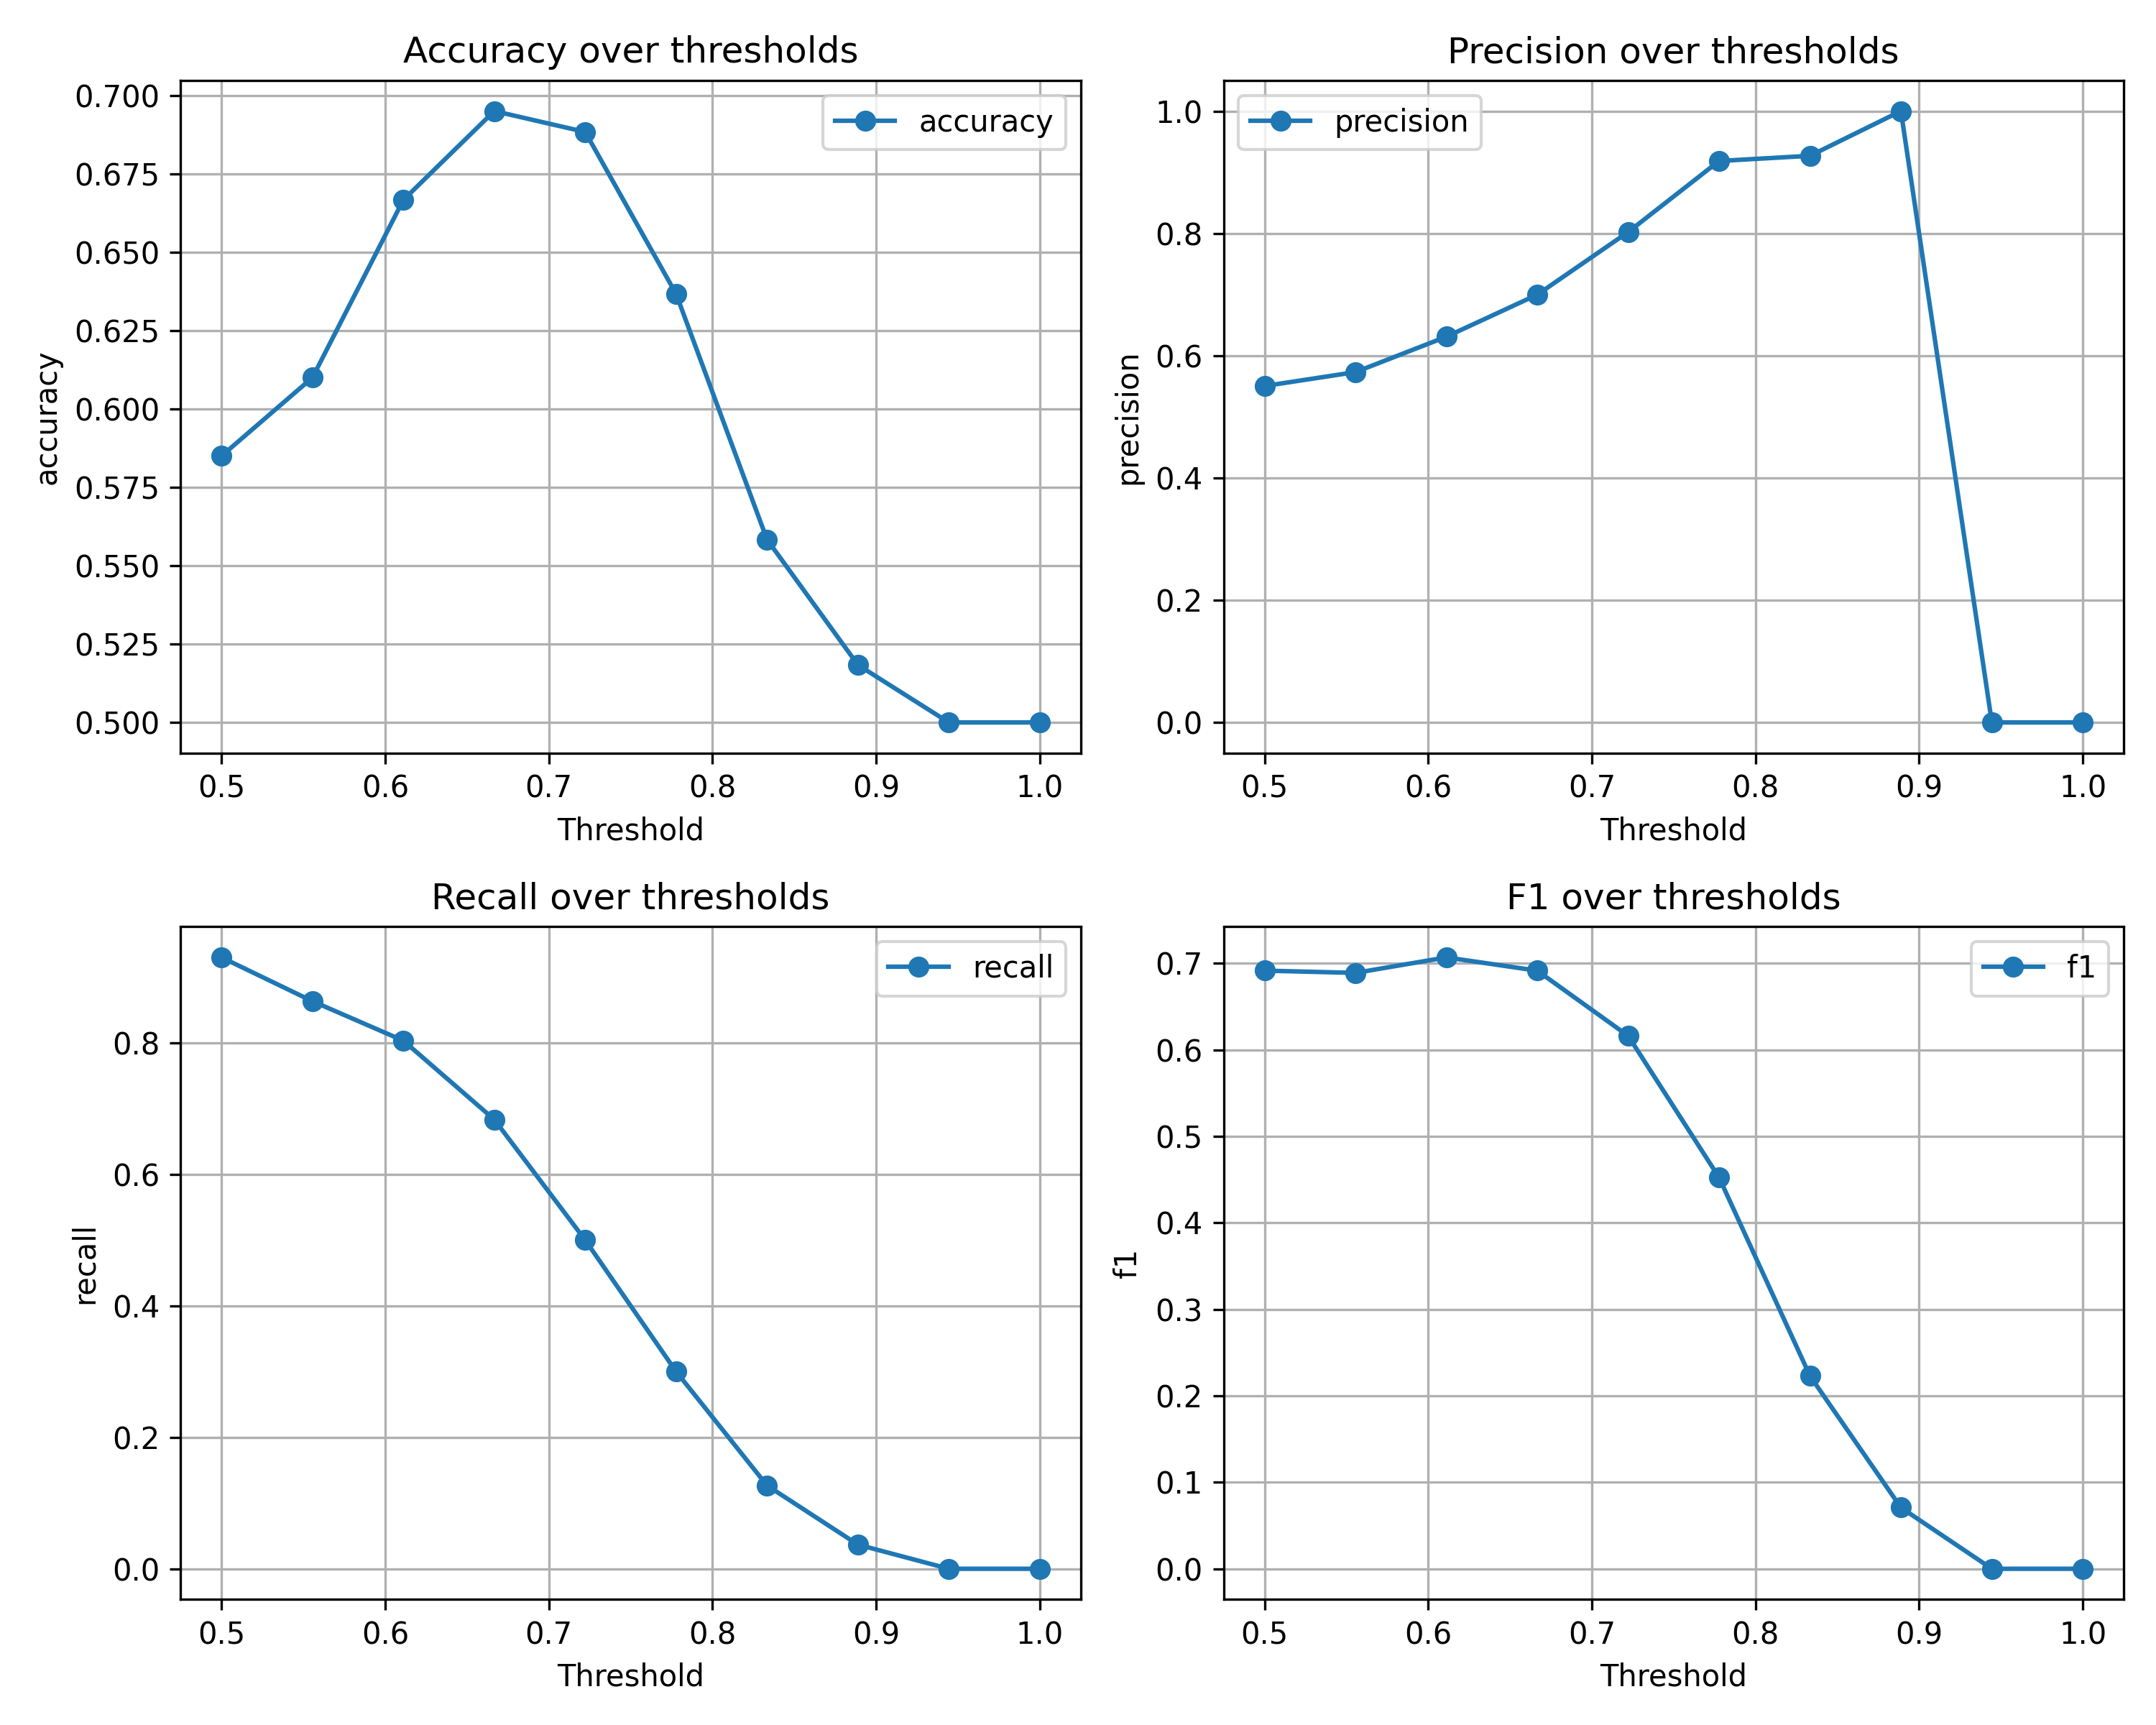 Accuracy over thresholds
accuracy
0.700
0.675
0.650
0.625
0.600
0.575
0.550
0.525
0.500
accuracy
0.5 0.6 0.7 0.8 0.9 1.0
Threshold
Precision over thresholds
precision
1.0
0.8
0.6
0.4
0.2
0.0
precision
0.5 0.6 0.7 0.8 0.9 1.0
Threshold
Recall over thresholds
recall
0.8
0.6
0.4
0.2
0.0
recall
0.5 0.6 0.7 0.8 0.9 1.0
Threshold
F1 over thresholds
f1
0.7
0.6
0.5
0.4
0.3
0.2
0.1
0.0
f1
0.5 0.6 0.7 0.8 0.9 1.0
Threshold